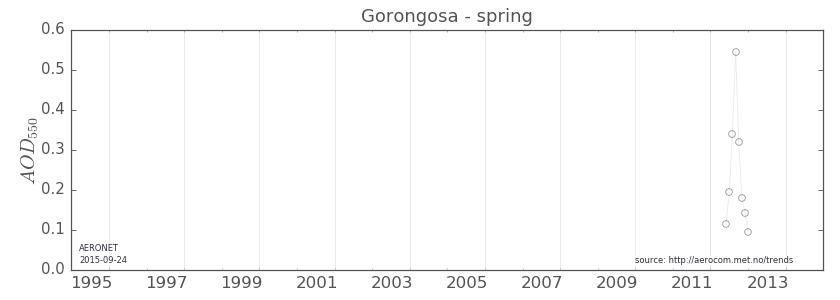 Gorongosa - spring
0.6
0.5
0.4
0.3
0.2
0.1
0.0
AOD550
AERONET
2015-09-24
source: http://aerocom.met.no/trends
1995 1997 1999 2001 2003 2005 2007 2009 2011 2013